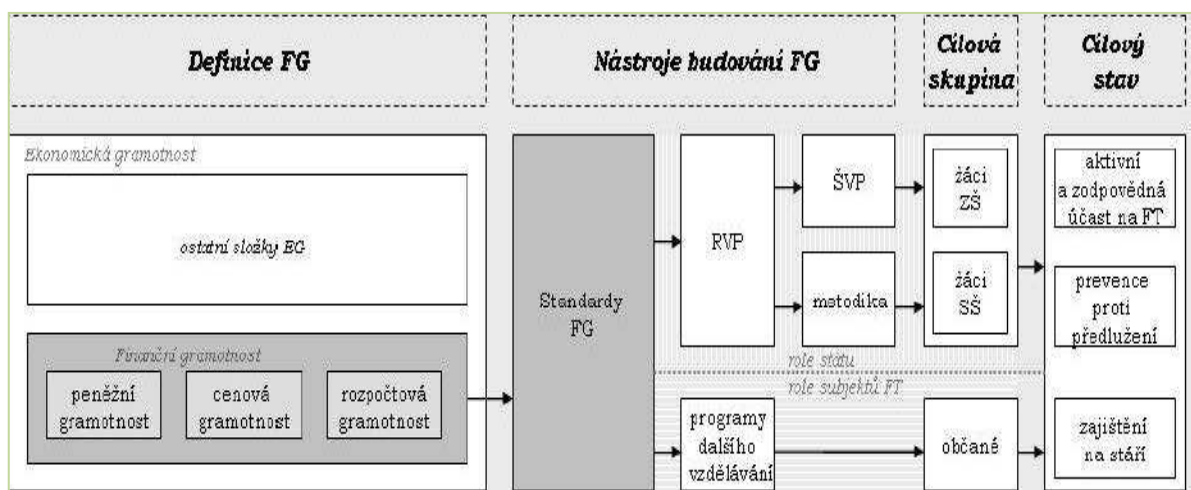 Definice FG
Nástroje budování FG
Cílová
skupina
Cílový
stav
Ekonomická gramotnost
ostatní složky EG
Finanční gramotnost
peněžní
gramotnost
cenová
gramotnost
rozpočtová
gramotnost
Standardy
FG
RVP
ŠVP
metodika
role státu
role subjektů FT
programy
dalšího
vzdělávání
žáci
ZŠ
žáci
SŠ
občané
aktivní
a zodpovědná
účast na FT
prevence
proti
předlužení
zajištění
na stáří